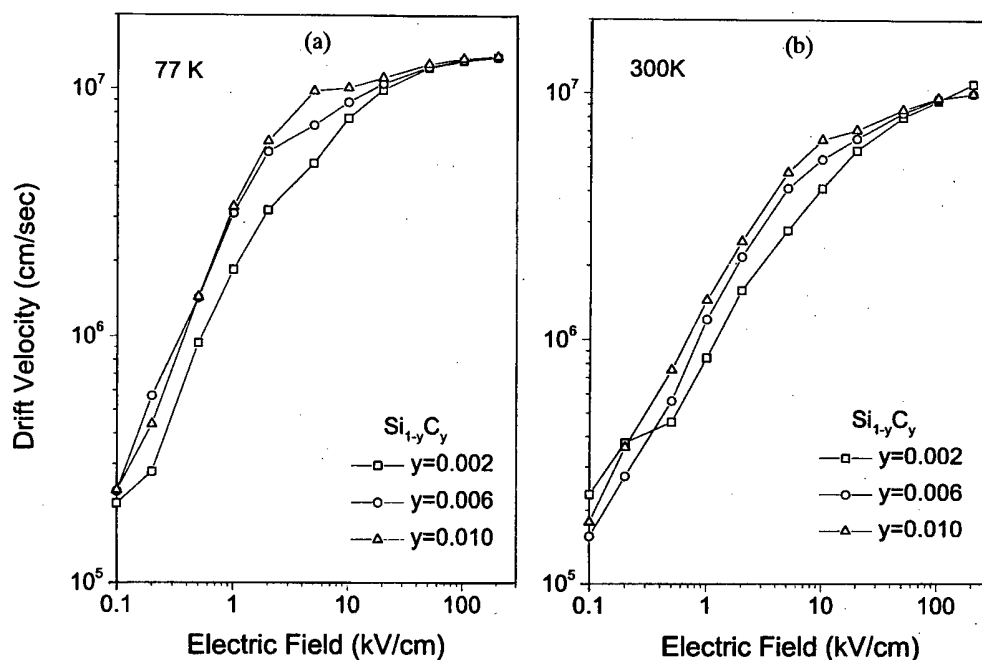 (a)
77 K
10⁷
10⁶
10⁵
Drift Velocity (cm/sec)
Si₁₋yCy
y=0.002
y=0.006
y=0.010
0.1 1 10 100
Electric Field (kV/cm)
(b)
300K
10⁷
10⁶
10⁵
Si₁₋yCy
y=0.002
y=0.006
y=0.010
0.1 1 10 100
Electric Field (kV/cm)